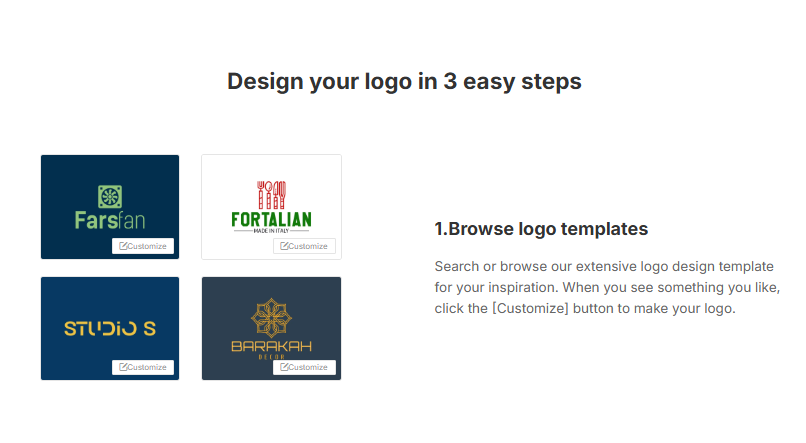 Design your logo in 3 easy steps
Farsfan
Customize
FORTALIAN
MADE IN ITALY
Customize
STUDiO S
Customize
BARAKAH
DECOR
Customize
1.Browse logo templates
Search or browse our extensive logo design template
for your inspiration. When you see something you like,
click the [Customize] button to make your logo.